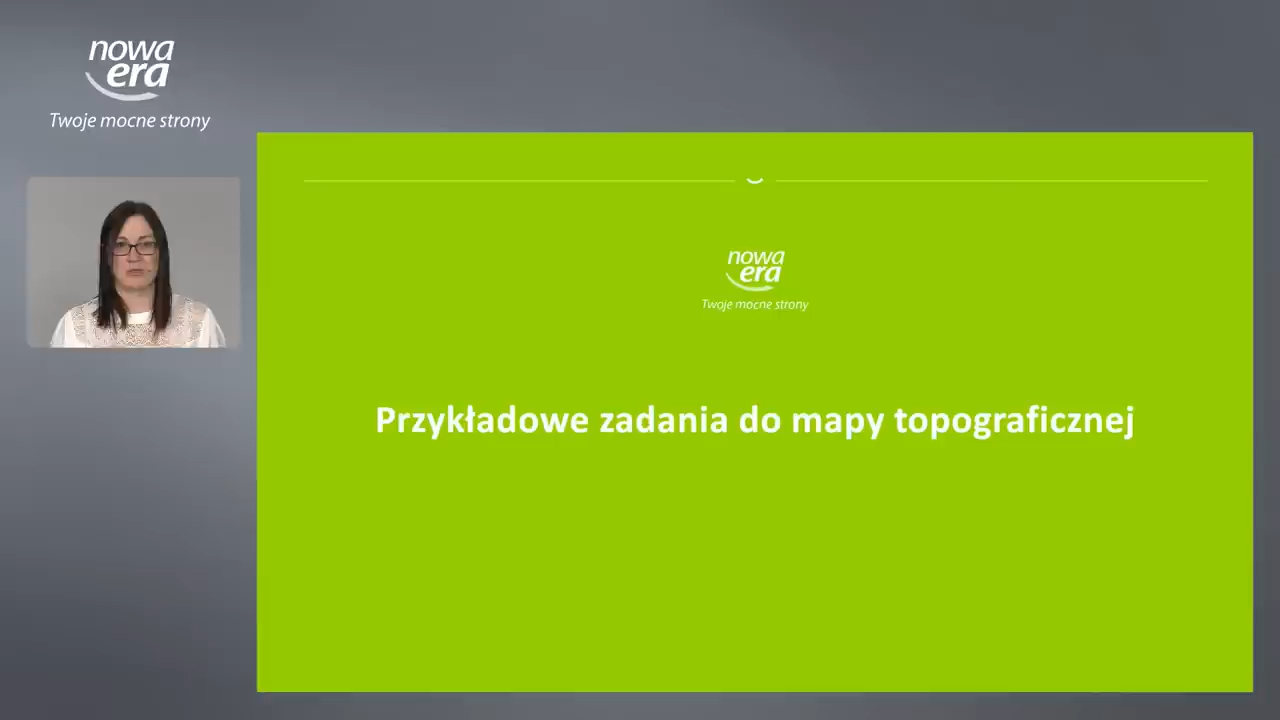 nowa
era
Twoje mocne strony
nowa
era
Twoje mocne strony
Przykładowe zadania do mapy topograficznej